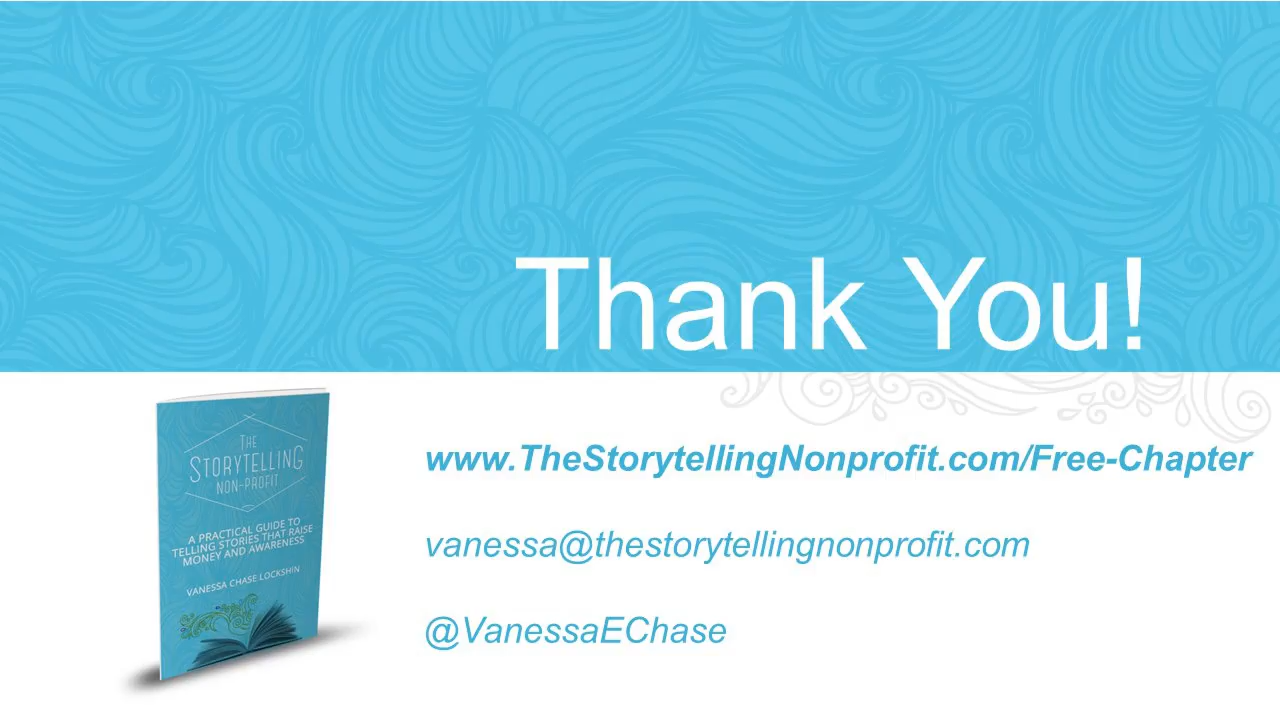 Thank You!
THE
STORYTELLING
NON-PROFIT
A PRACTICAL GUIDE TO
TELLING STORIES THAT RAISE
MONEY AND AWARENESS
VANESSA CHASE LOCKSHIN
www.TheStorytellingNonprofit.com/Free-Chapter
vanessa@thestorytellingnonprofit.com
@VanessaEChase